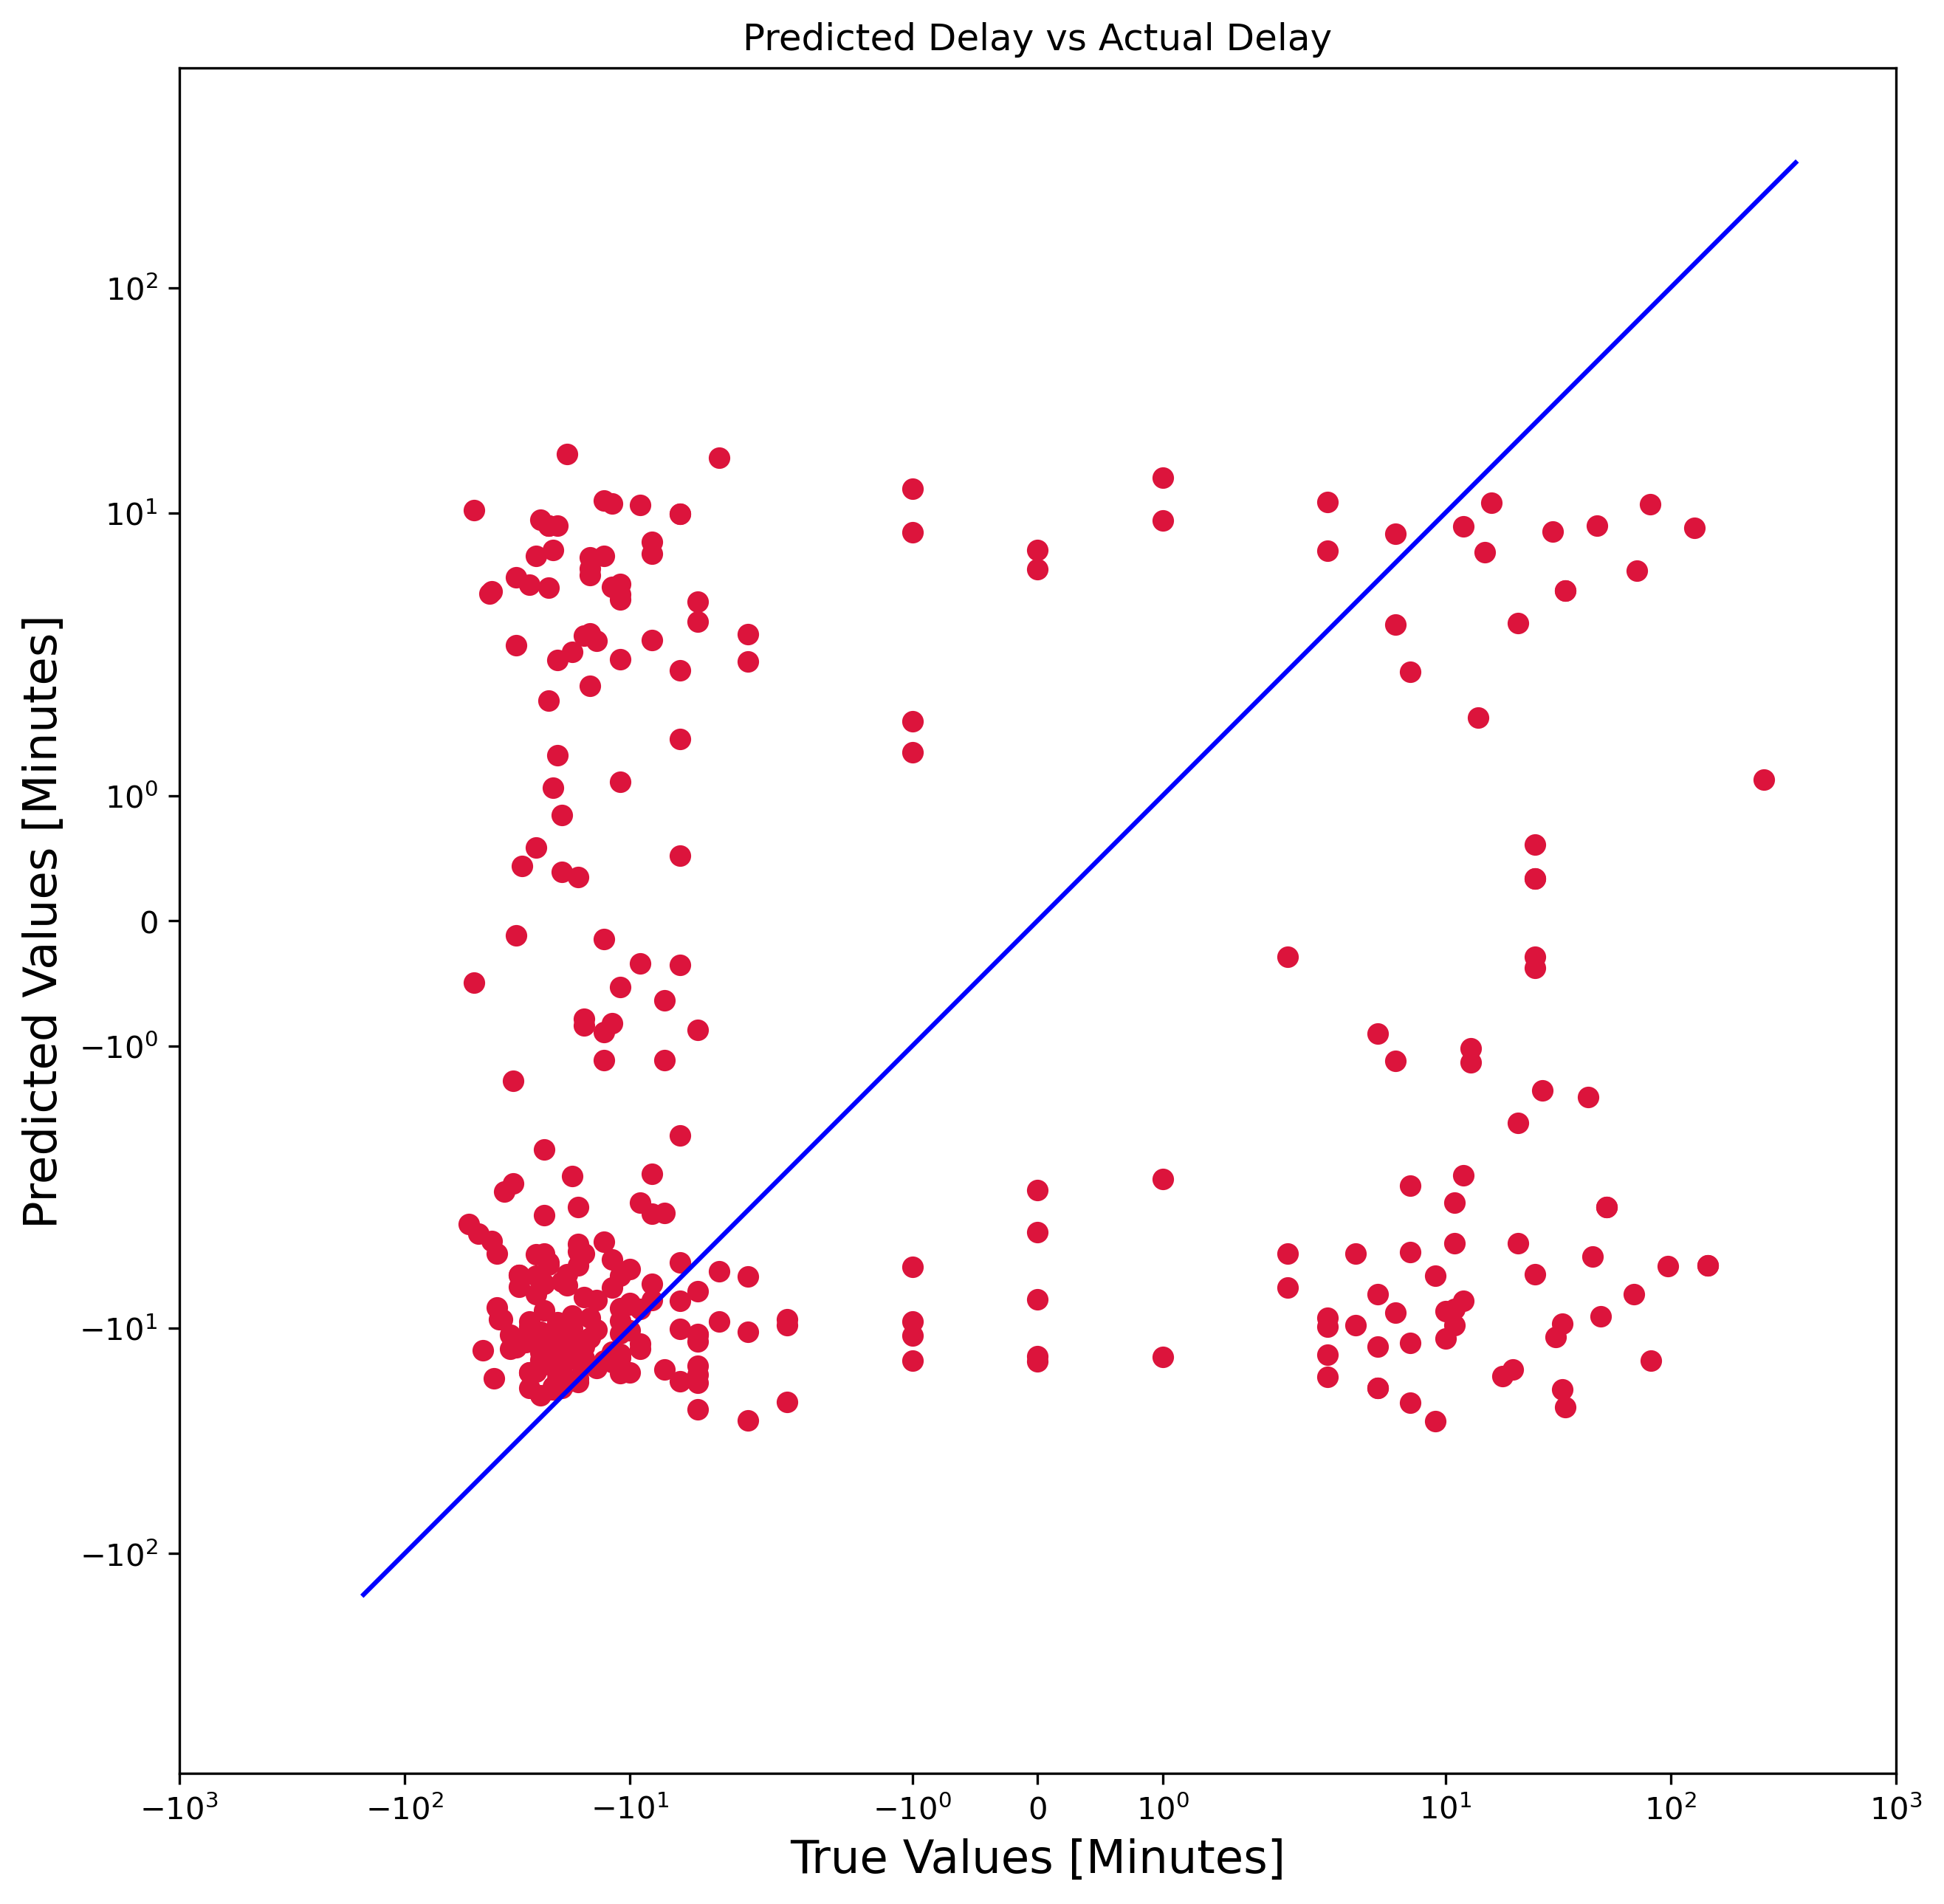 Predicted Delay vs Actual Delay
Predicted Values [Minutes]
10²
10¹
10⁰
0
−10⁰
−10¹
−10²
−10³ −10² −10¹ −10⁰ 0 10⁰ 10¹ 10² 10³
True Values [Minutes]